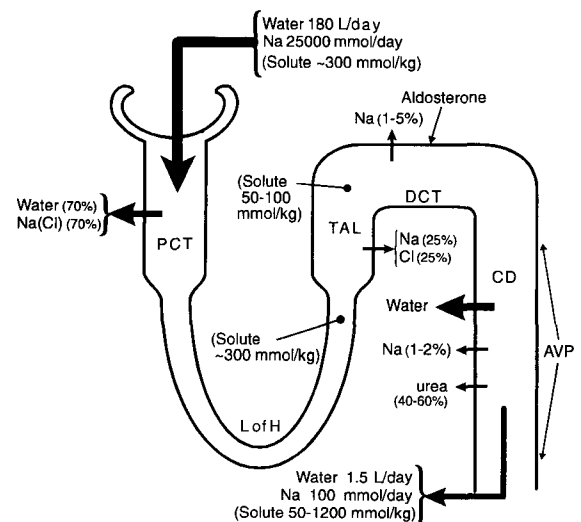 Water 180 L/day
Na 25000 mmol/day
(Solute ~300 mmol/kg)
Aldosterone
Na (1-5%)
(Solute
50-100
mmol/kg)
DCT
Water (70%)
Na(Cl) (70%)
PCT
TAL
Na (25%)
Cl (25%)
CD
Water
(Solute
~300 mmol/kg)
Na (1-2%)
AVP
urea
(40-60%)
L of H
Water 1.5 L/day
Na 100 mmol/day
(Solute 50-1200 mmol/kg)